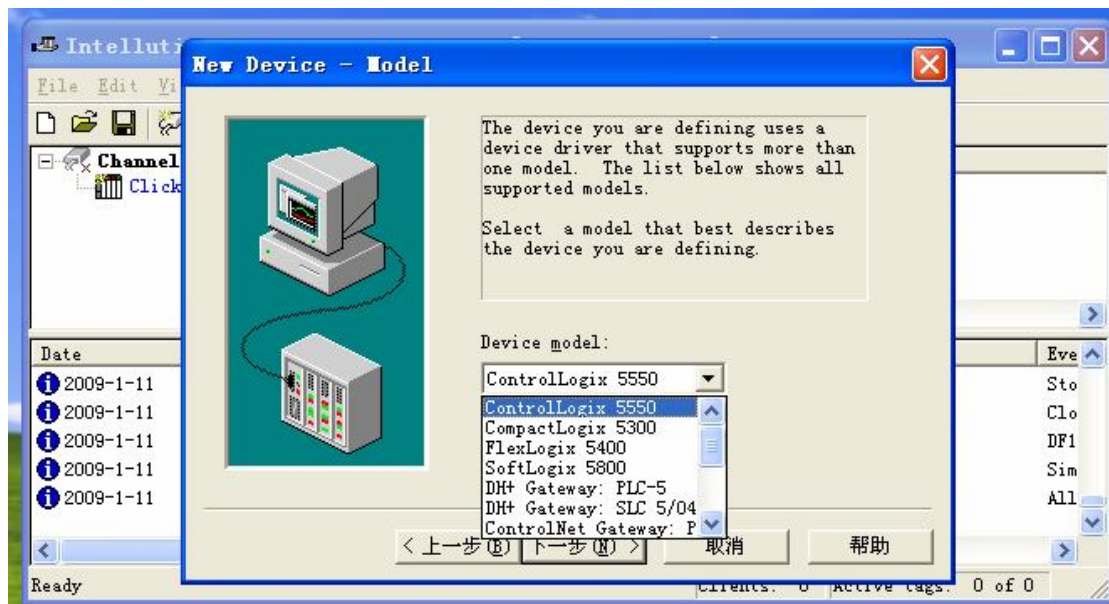 Intelluti
New Device - Model
File Edit Vi
Channel
Click
The device you are defining uses a
device driver that supports more than
one model. The list below shows all
supported models.
Select a model that best describes
the device you are defining.
Device model:
ControlLogix 5550
ControlLogix 5550
CompactLogix 5300
FlexLogix 5400
SoftLogix 5800
DH+ Gateway: PLC-5
DH+ Gateway: SLC 5/04
ControlNet Gateway: P
Date
Eve
2009-1-11
Sto
2009-1-11
Clo
2009-1-11
DF1
2009-1-11
Sim
2009-1-11
All
< 上一步(B)
下一步(N) >
取消
帮助
Ready
Clients: 0 Active tags: 0 of 0